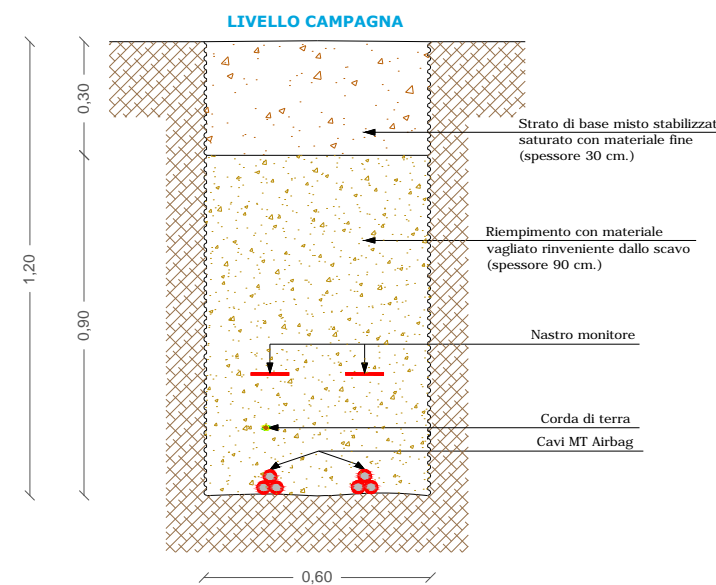 LIVELLO CAMPAGNA
0,30
Strato di base misto stabilizzat
saturato con materiale fine
(spessore 30 cm.)
Riempimento con materiale
vagliato rinveniente dallo scavo
(spessore 90 cm.)
1,20
0,90
Nastro monitore
Corda di terra
Cavi MT Airbag
0,60